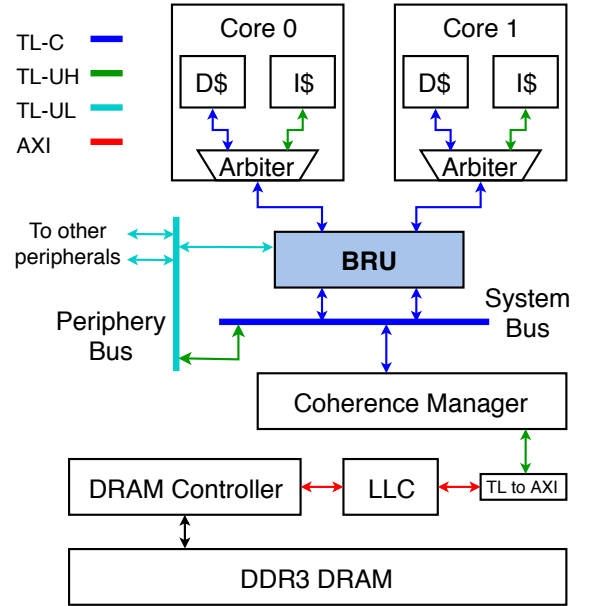 TL-C
TL-UH
TL-UL
AXI
Core 0
D$
I$
Arbiter
Core 1
D$
I$
Arbiter
To other
peripherals
BRU
Periphery
Bus
System
Bus
Coherence Manager
DRAM Controller
LLC
TL to AXI
DDR3 DRAM